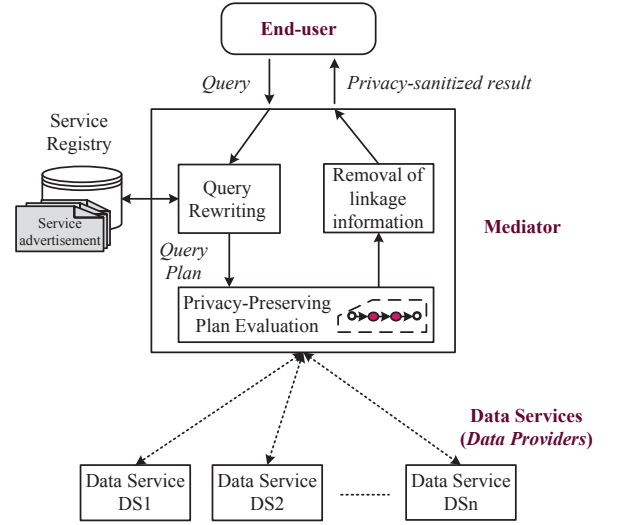 End-user
Query
Privacy-sanitized result
Service
Registry
Service
advertisement
Query
Rewriting
Removal of
linkage
information
Mediator
Query
Plan
Privacy-Preserving
Plan Evaluation
Data Services
(Data Providers)
Data Service
DS1
Data Service
DS2
Data Service
DSn